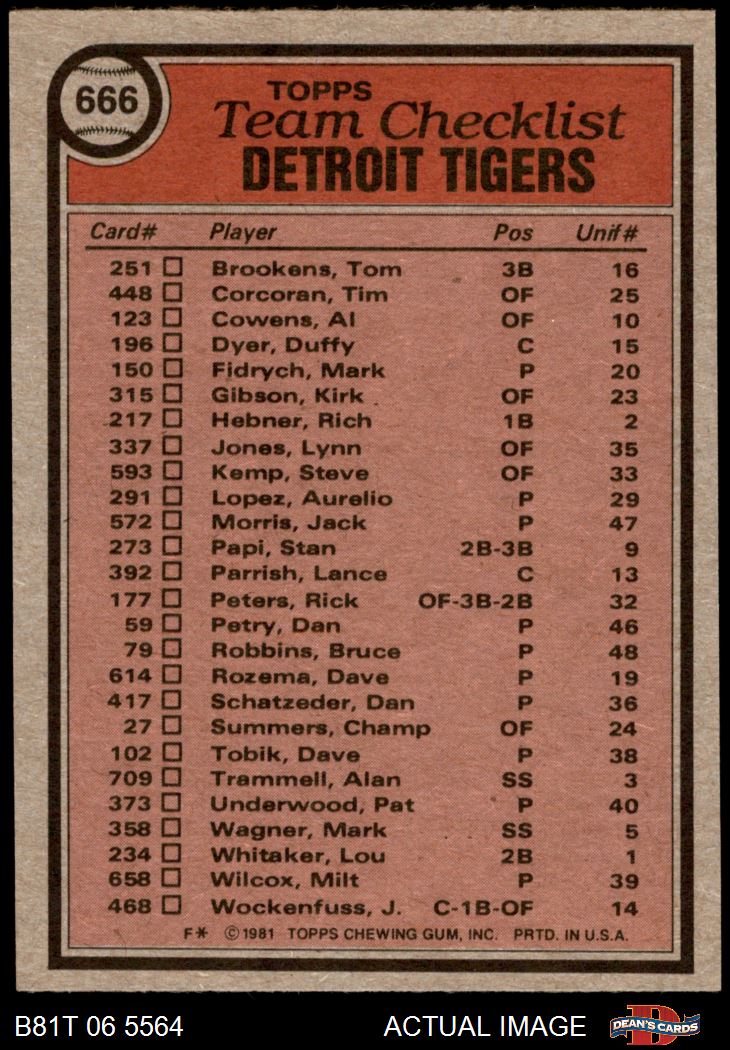 666
TOPPS
Team Checklist
DETROIT TIGERS
Card# Player Pos Unif#
251 Brookens, Tom 3B 16
448 Corcoran, Tim OF 25
123 Cowens, Al OF 10
196 Dyer, Duffy C 15
150 Fidrych, Mark P 20
315 Gibson, Kirk OF 23
217 Hebner, Rich 1B 2
337 Jones, Lynn OF 35
593 Kemp, Steve OF 33
291 Lopez, Aurelio P 29
572 Morris, Jack P 47
273 Papi, Stan 2B-3B 9
392 Parrish, Lance C 13
177 Peters, Rick OF-3B-2B 32
59 Petry, Dan P 46
79 Robbins, Bruce P 48
614 Rozema, Dave P 19
417 Schatzeder, Dan P 36
27 Summers, Champ OF 24
102 Tobik, Dave P 38
709 Trammell, Alan SS 3
373 Underwood, Pat P 40
358 Wagner, Mark SS 5
234 Whitaker, Lou 2B 1
658 Wilcox, Milt P 39
468 Wockenfuss, J. C-1B-OF 14
F* ©1981 TOPPS CHEWING GUM, INC. PRTD. IN U.S.A.
B81T 06 5564 ACTUAL IMAGE
D
DEAN'S CARDS